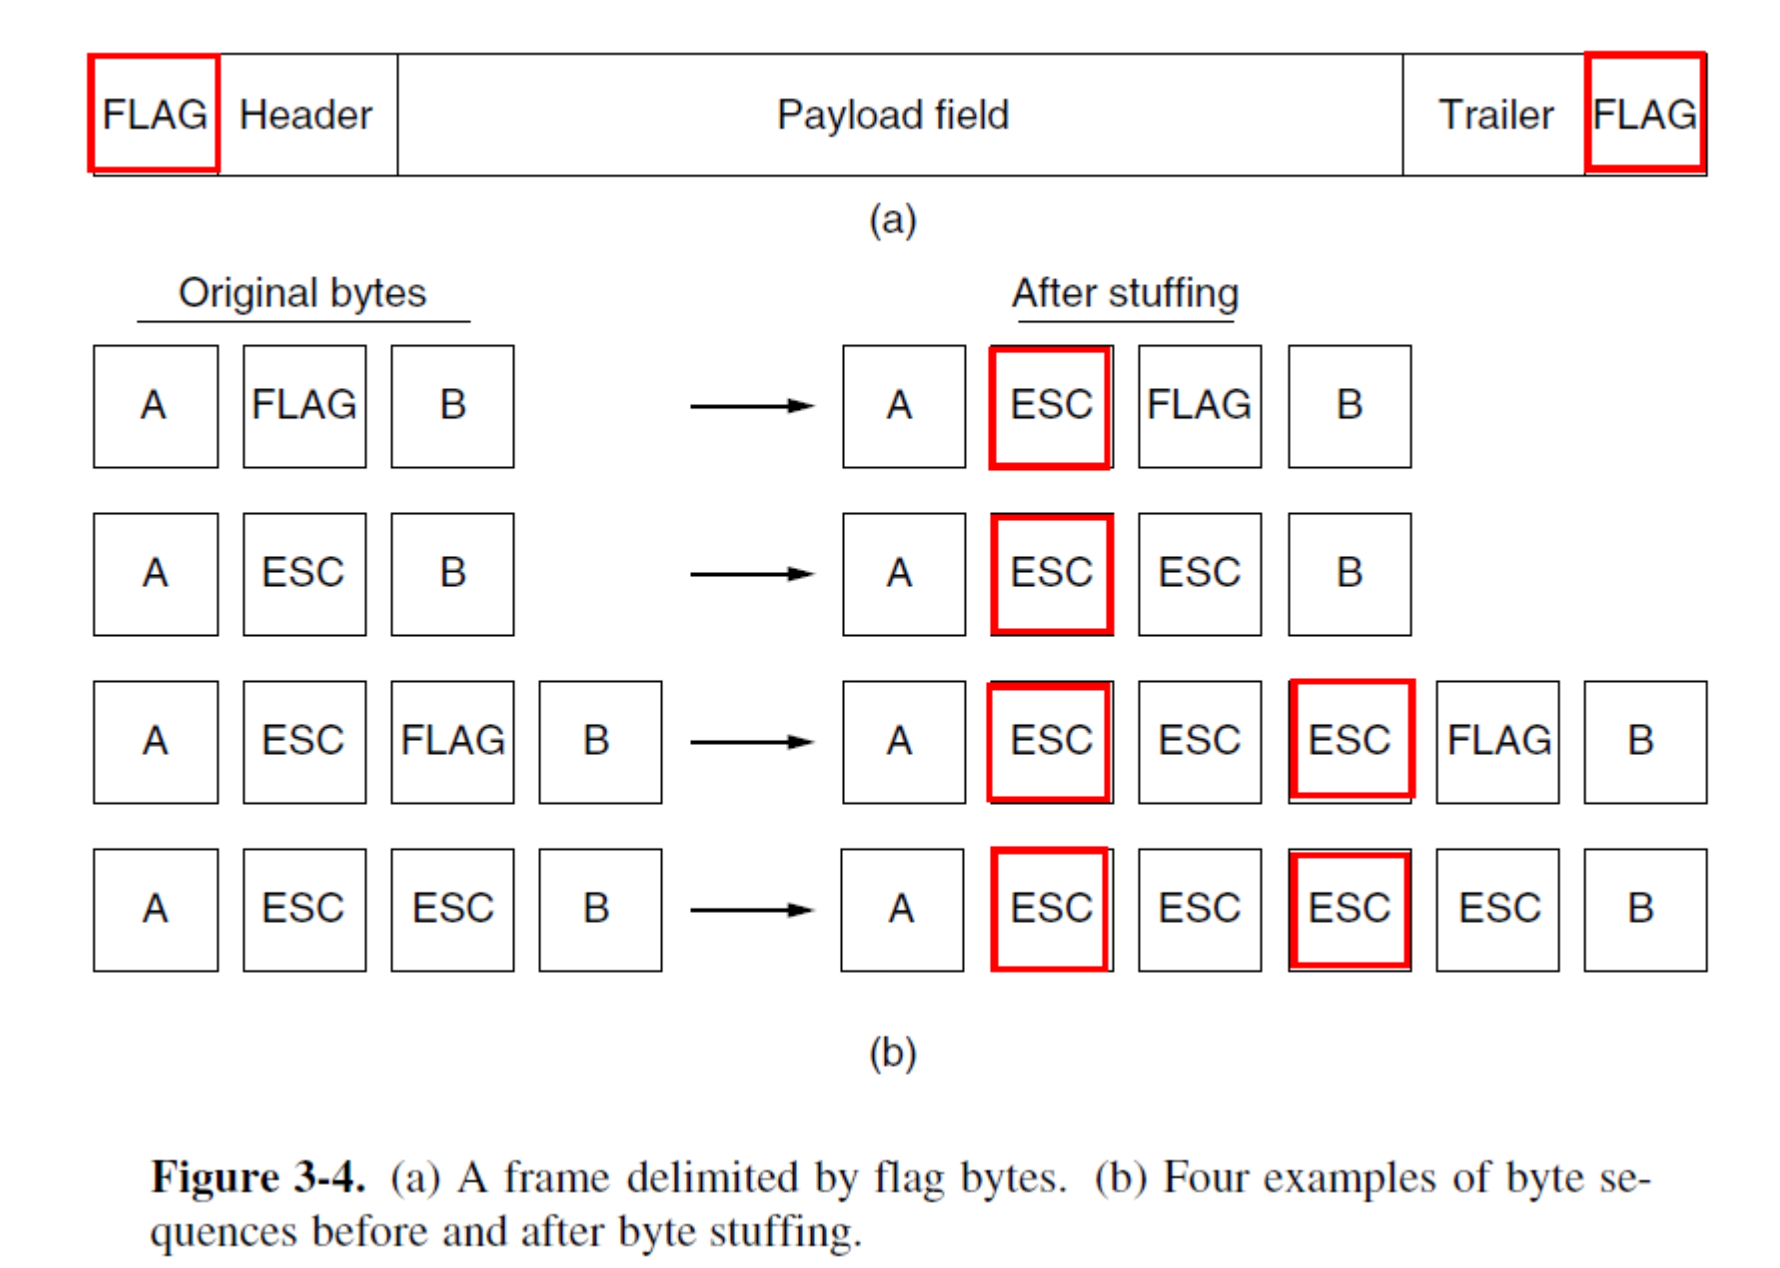 FLAG Header Payload field Trailer FLAG
(a)
Original bytes After stuffing
A FLAG B A ESC FLAG B
A ESC B A ESC ESC B
A ESC FLAG B A ESC ESC ESC FLAG B
A ESC ESC B A ESC ESC ESC ESC B
(b)
Figure 3-4. (a) A frame delimited by flag bytes. (b) Four examples of byte se-
quences before and after byte stuffing.